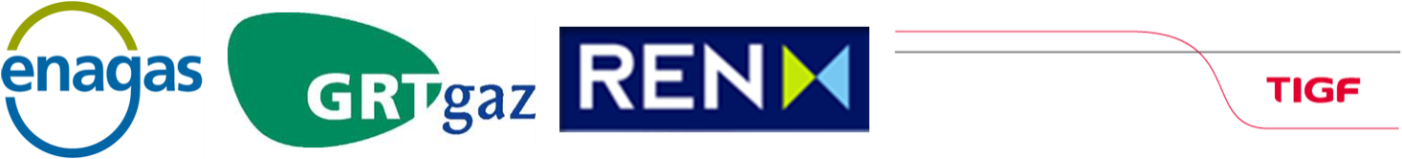 enagas
GRTgaz
REN
TIGF